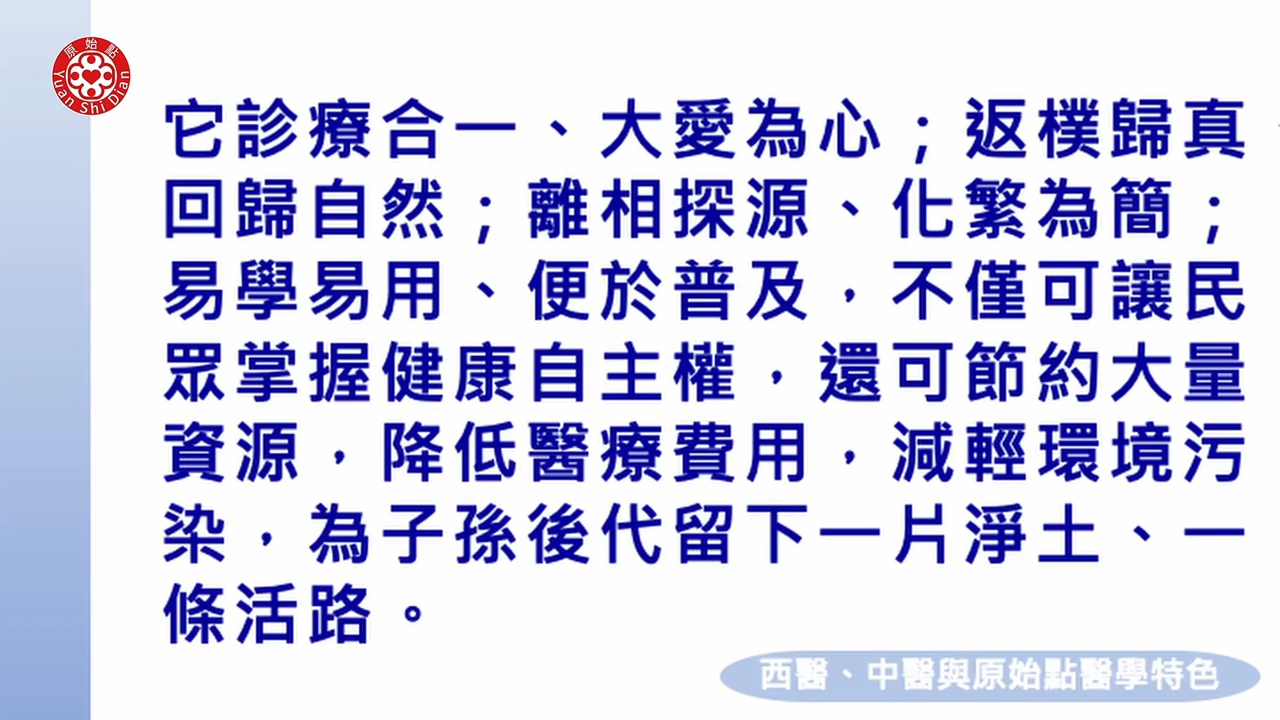 原始點
Yuan Shi Dian
它診療合一、大愛為心；返樸歸真、
回歸自然；離相探源、化繁為簡；
易學易用、便於普及，不僅可讓民
眾掌握健康自主權，還可節約大量
資源，降低醫療費用，減輕環境污
染，為子孫後代留下一片淨土、一
條活路。
西醫、中醫與原始點醫學特色